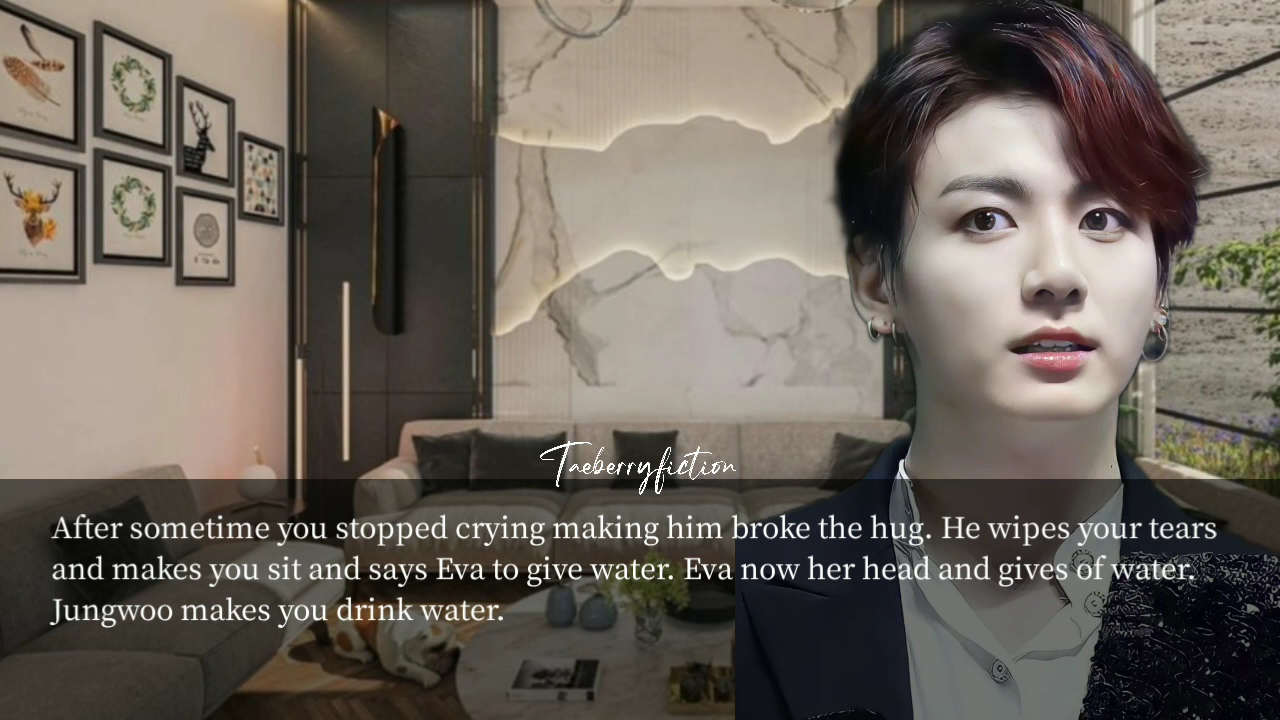 Taeberryfiction
After sometime you stopped crying making him broke the hug. He wipes your tears
and makes you sit and says Eva to give water. Eva now her head and gives of water.
Jungwoo makes you drink water.